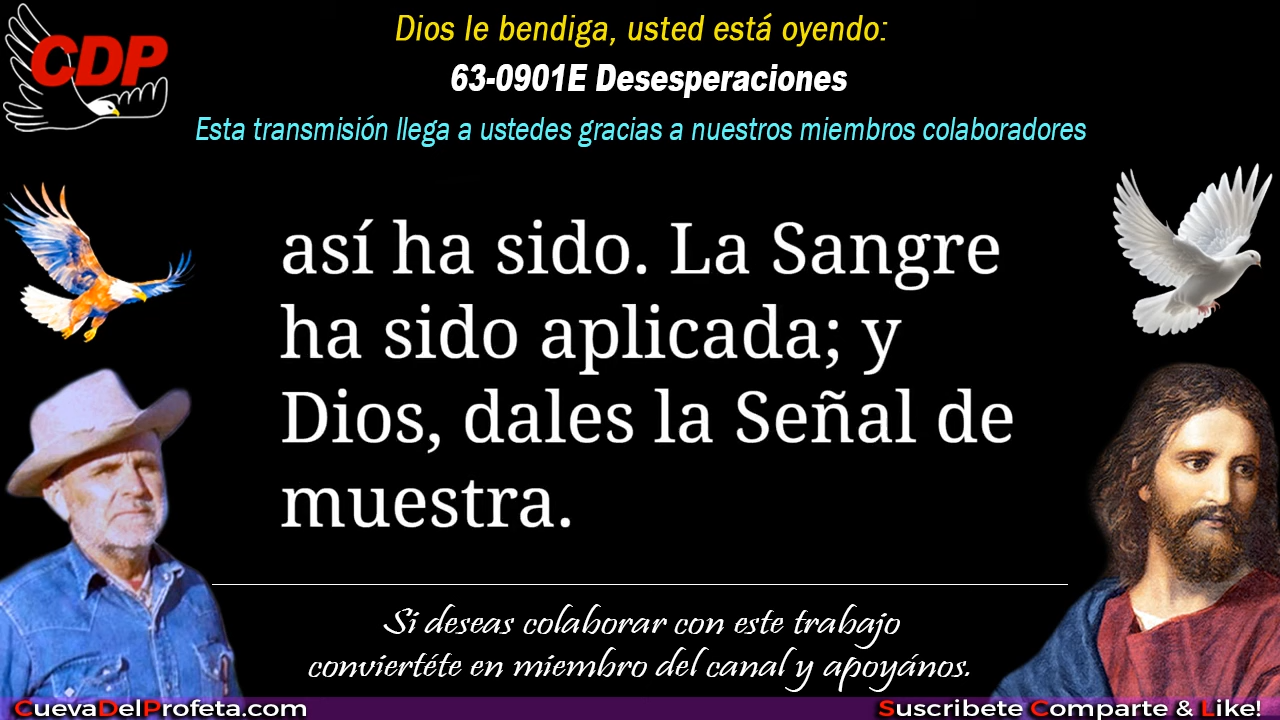 CDP
Dios le bendiga, usted está oyendo:
63-0901E Desesperaciones
Esta transmisión llega a ustedes gracias a nuestros miembros colaboradores
así ha sido. La Sangre
ha sido aplicada; y
Dios, dales la Señal de
muestra.
Si deseas colaborar con este trabajo
conviertéte en miembro del canal y apoyános.
CuevaDelProfeta.com
Suscribete Comparte & Like!